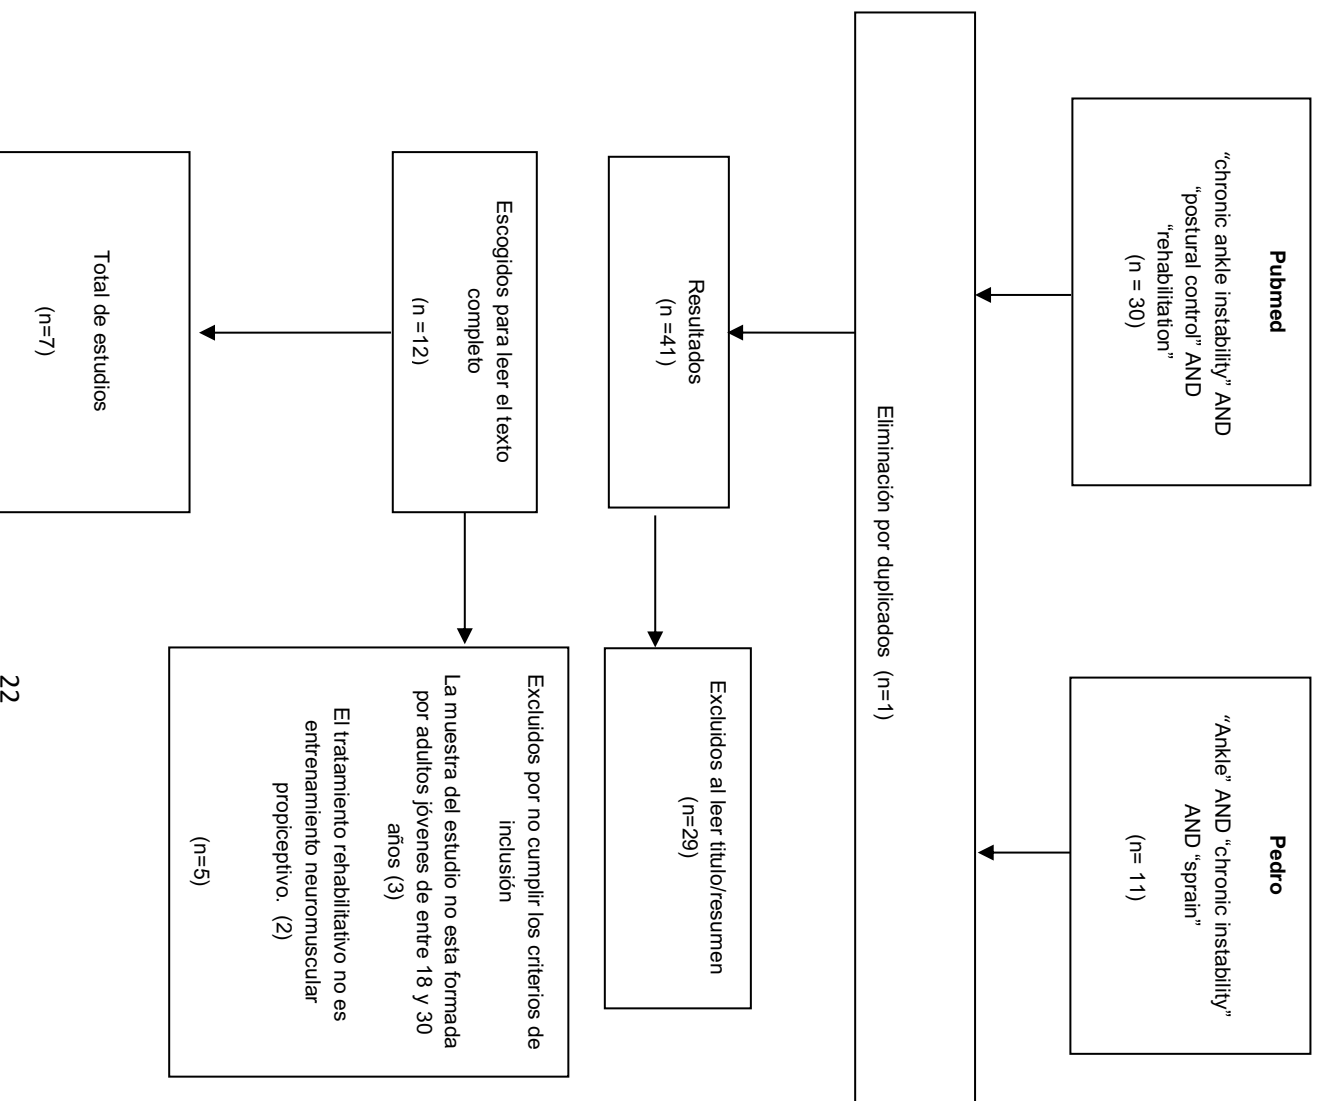 Pubmed
“chronic ankle instability” AND
“postural control” AND
“rehabilitation”
(n = 30)
Pedro
“Ankle” AND “chronic instability”
AND “sprain”
(n= 11)
Eliminación por duplicados (n=1)
Resultados
(n =41)
Excluidos al leer titulo/resumen
(n=29)
Escogidos para leer el texto
completo
(n =12)
Excluidos por no cumplir los criterios de
inclusión
La muestra del estudio no esta formada
por adultos jóvenes de entre 18 y 30
años (3)
El tratamiento rehabilitativo no es
entrenamiento neuromuscular
propiceptivo. (2)
(n=5)
Total de estudios
(n=7)
22